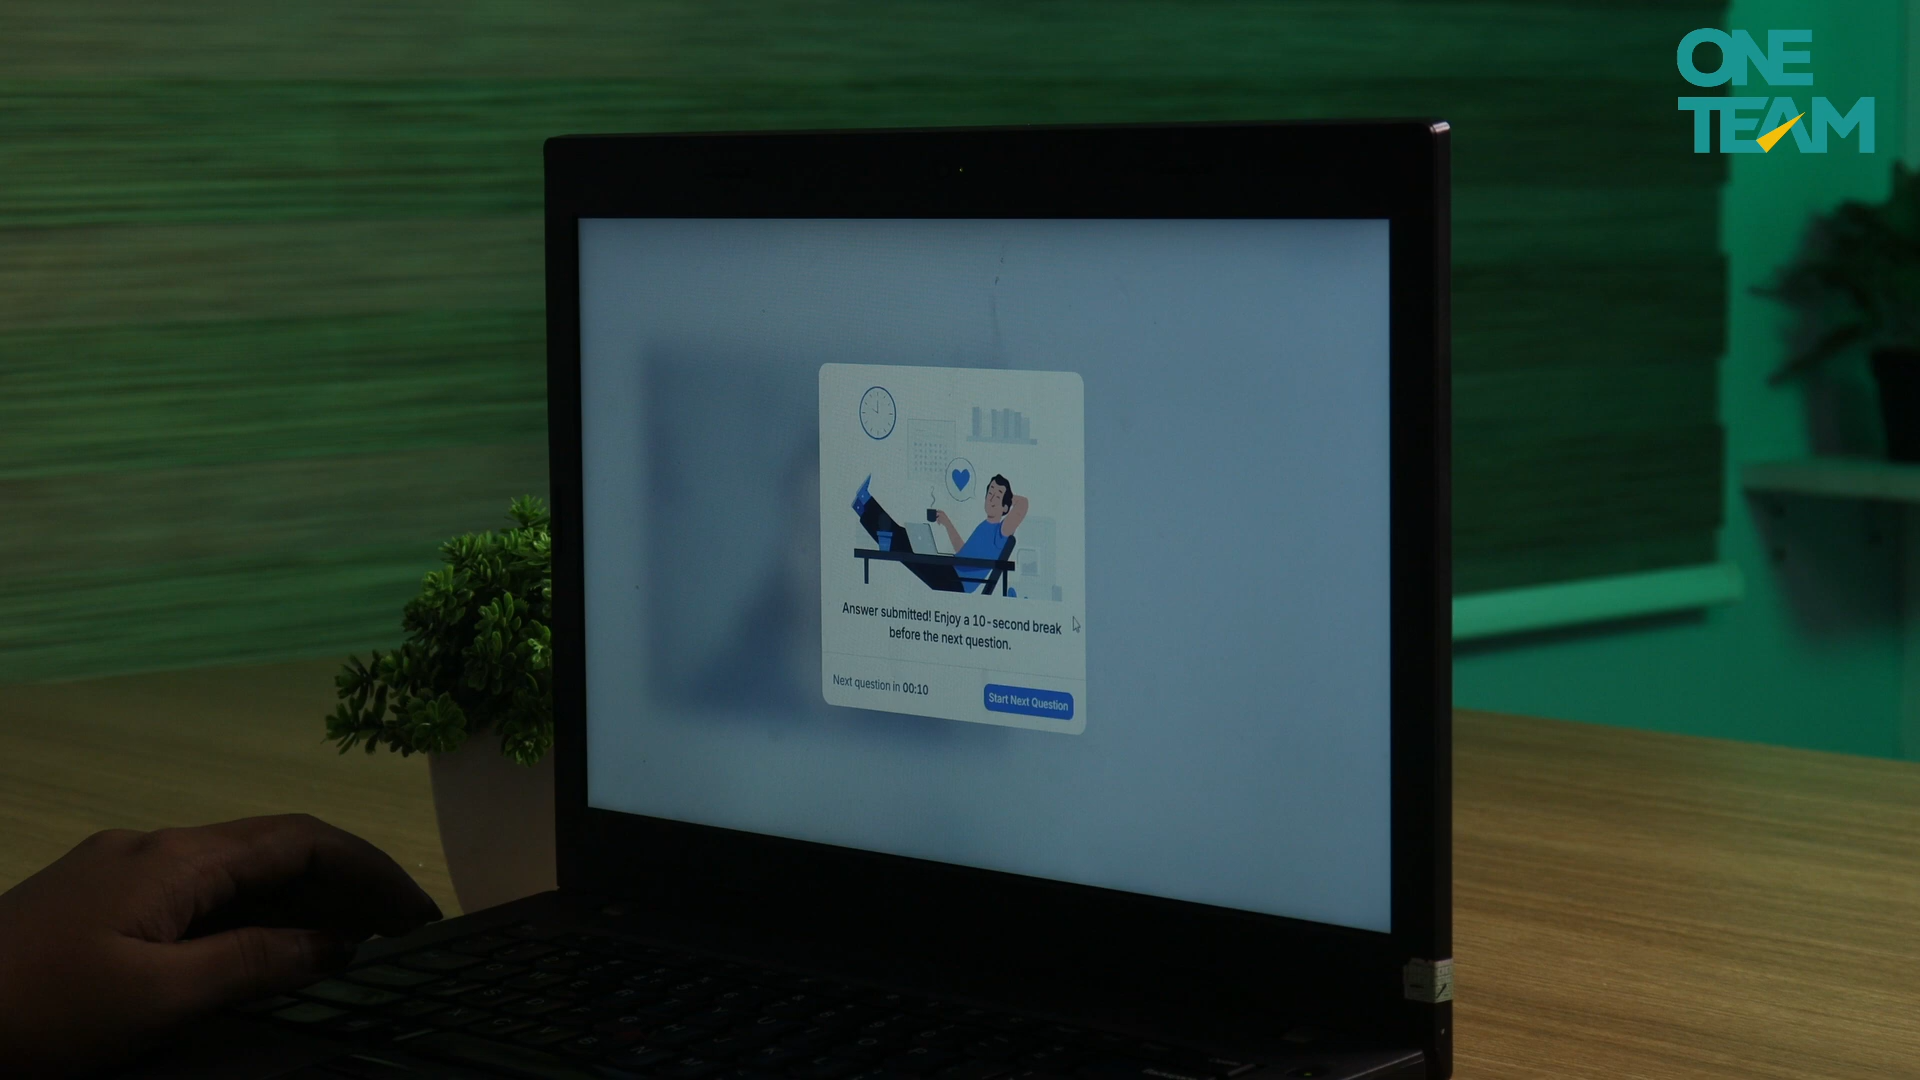 ONE
TEAM
Answer submitted! Enjoy a 10-second break
before the next question.
Next question in 00:10
Start Next Question